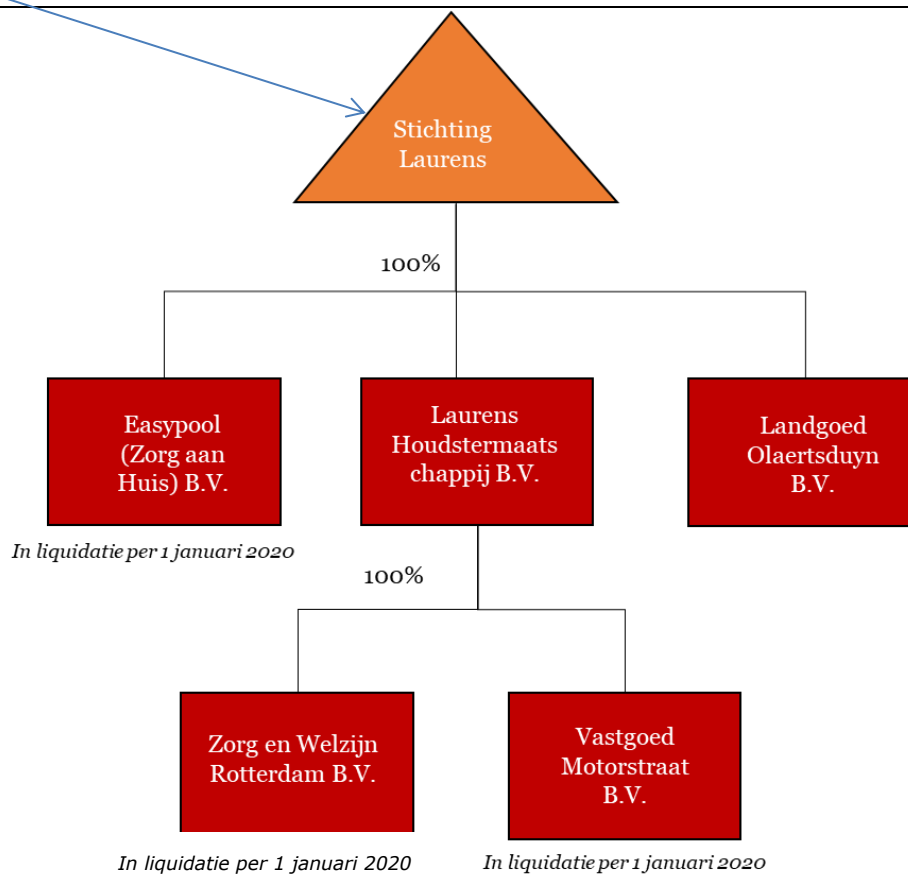 Stichting
Laurens
100%
Easypool
(Zorg aan
Huis) B.V.
Laurens
Houdstermaats
chappij B.V.
Landgoed
Olaertsduyn
B.V.
In liquidatie per 1 januari 2020
100%
Zorg en Welzijn
Rotterdam B.V.
Vastgoed
Motorstraat
B.V.
In liquidatie per 1 januari 2020
In liquidatie per 1 januari 2020